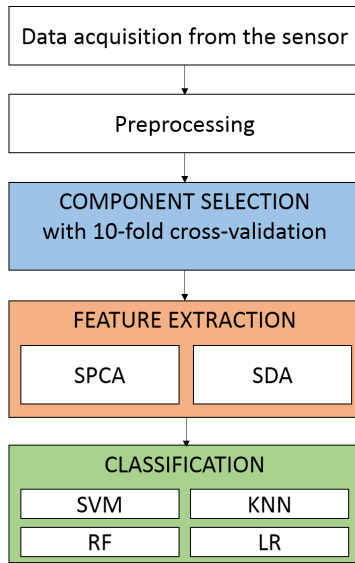 Data acquisition from the sensor
Preprocessing
COMPONENT SELECTION
with 10-fold cross-validation
FEATURE EXTRACTION
SPCA
SDA
CLASSIFICATION
SVM
KNN
RF
LR